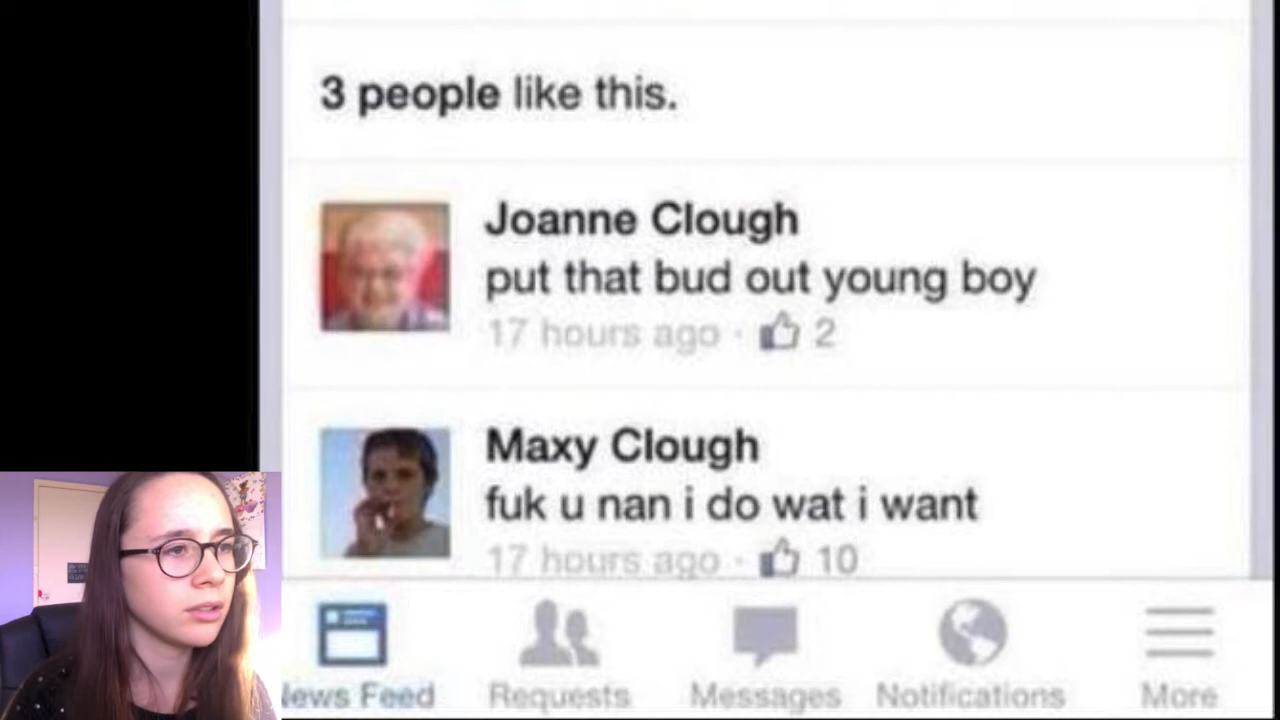 3 people like this.
Joanne Clough
put that bud out young boy
17 hours ago · 2
Maxy Clough
fuk u nan i do wat i want
17 hours ago · 10
News Feed
Requests
Messages
Notifications
More